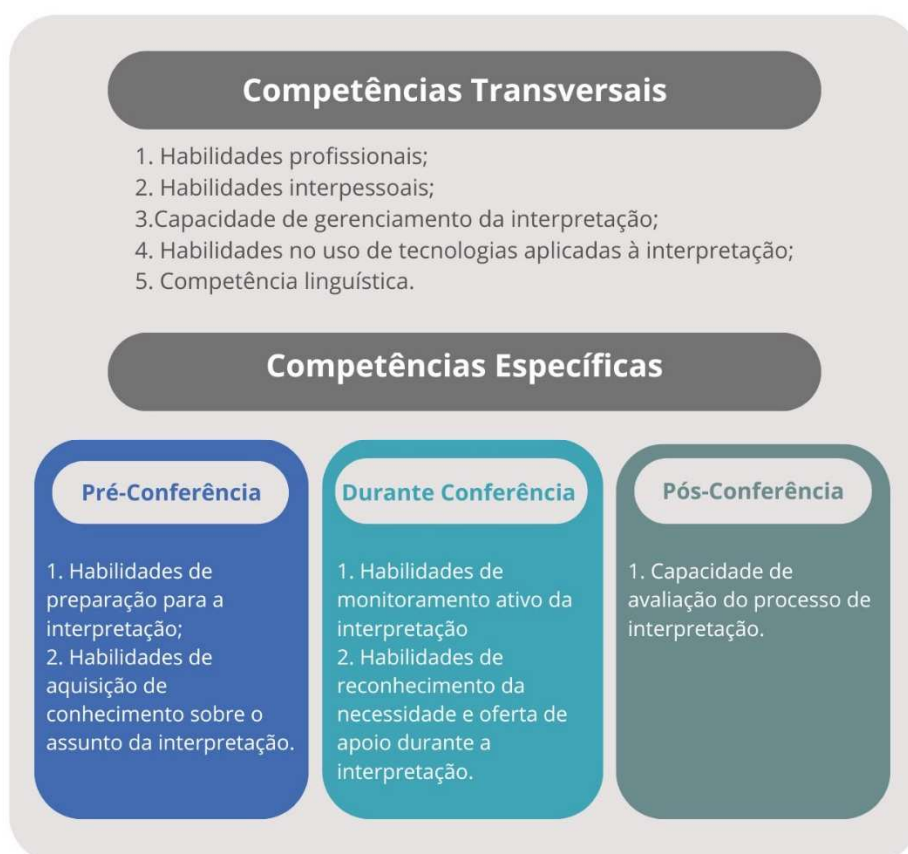 Competências Transversais
1. Habilidades profissionais;
2. Habilidades interpessoais;
3.Capacidade de gerenciamento da interpretação;
4. Habilidades no uso de tecnologias aplicadas à interpretação;
5. Competência linguística.
Competências Específicas
Pré-Conferência
1. Habilidades de
preparação para a
interpretação;
2. Habilidades de
aquisição de
conhecimento sobre o
assunto da interpretação.
Durante Conferência
1. Habilidades de
monitoramento ativo da
interpretação
2. Habilidades de
reconhecimento da
necessidade e oferta de
apoio durante a
interpretação.
Pós-Conferência
1. Capacidade de
avaliação do processo de
interpretação.